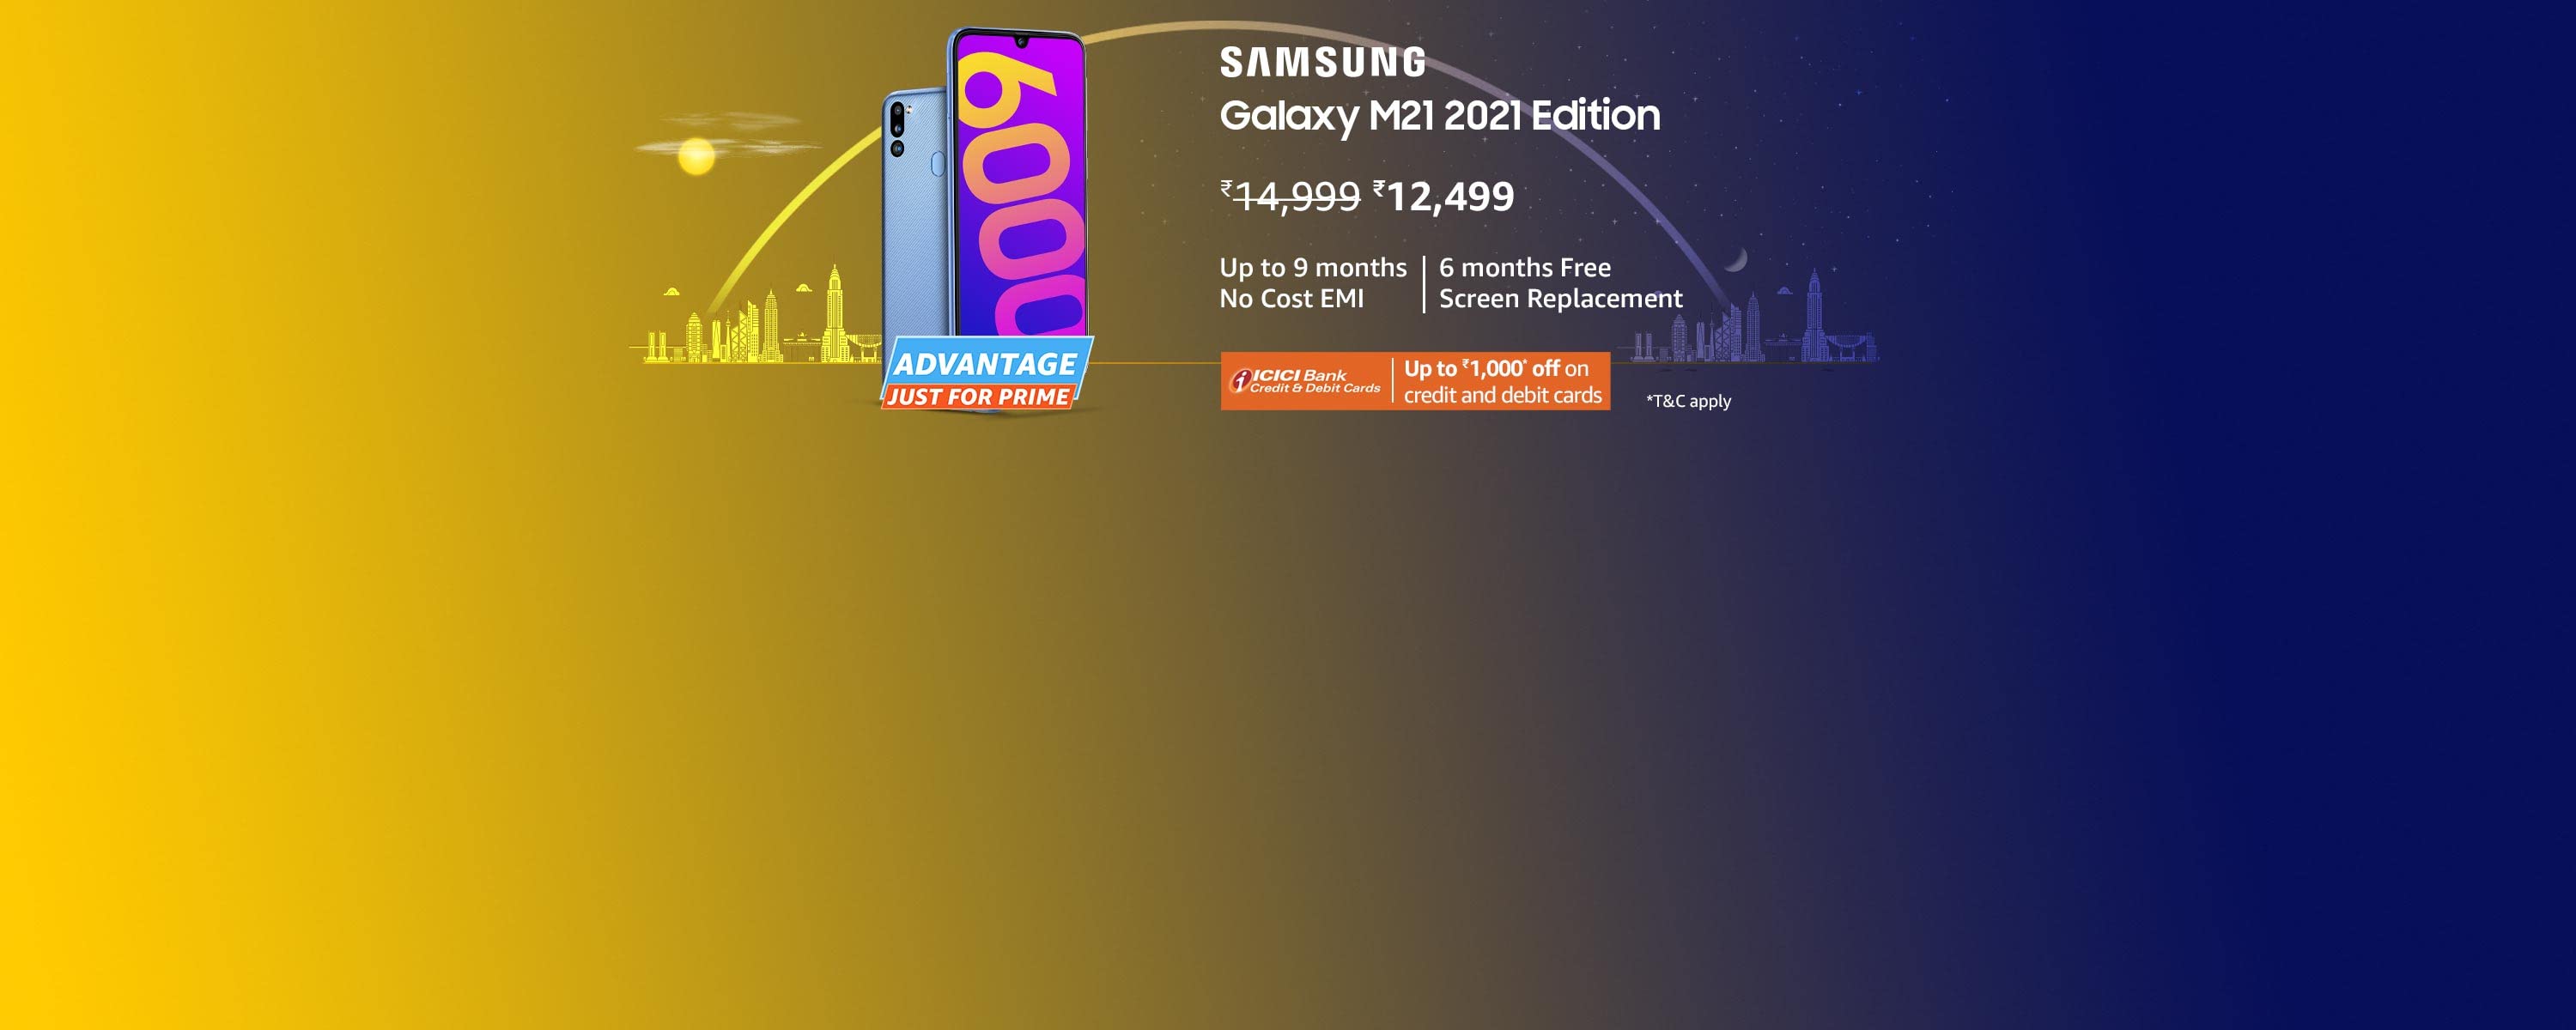 SAMSUNG
Galaxy M21 2021 Edition
₹14,999 ₹12,499
Up to 9 months
No Cost EMI
6 months Free
Screen Replacement
6000
ADVANTAGE
JUST FOR PRIME
i ICICI Bank
Credit & Debit Cards
Up to ₹1,000* off on
credit and debit cards
*T&C apply